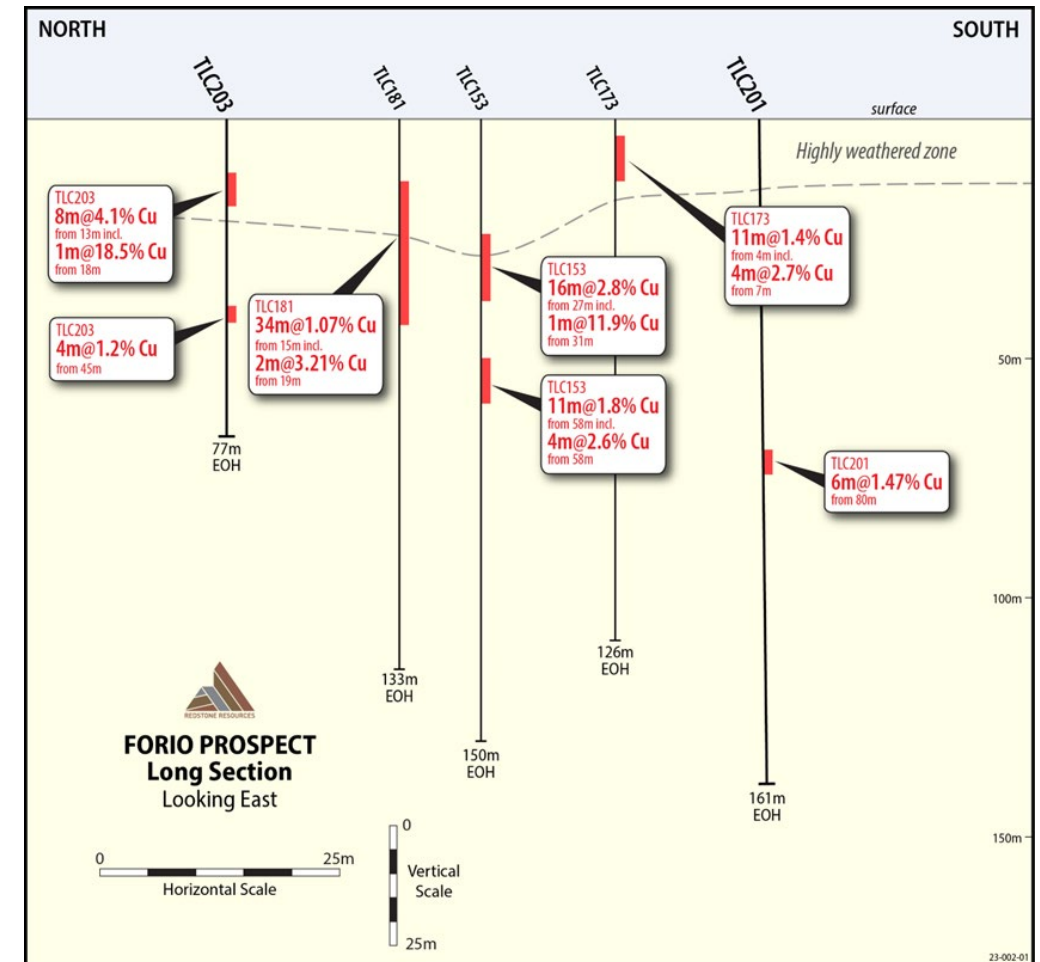 NORTH
SOUTH
TLC203
TLC181
TLC153
TLC173
TLC201
surface
Highly weathered zone
TLC203
8m@4.1% Cu
from 13m incl.
1m@18.5% Cu
from 18m
TLC203
4m@1.2% Cu
from 45m
TLC181
34m@1.07% Cu
from 15m incl.
2m@3.21% Cu
from 19m
TLC153
16m@2.8% Cu
from 27m incl.
1m@11.9% Cu
from 31m
TLC153
11m@1.8% Cu
from 58m incl.
4m@2.6% Cu
from 58m
TLC173
11m@1.4% Cu
from 4m incl.
4m@2.7% Cu
from 7m
TLC201
6m@1.47% Cu
from 80m
50m
100m
150m
77m
EOH
133m
EOH
150m
EOH
126m
EOH
161m
EOH
REDSTONE RESOURCES
FORIO PROSPECT
Long Section
Looking East
0
25m
Horizontal Scale
0
Vertical
Scale
25m
23-002-01